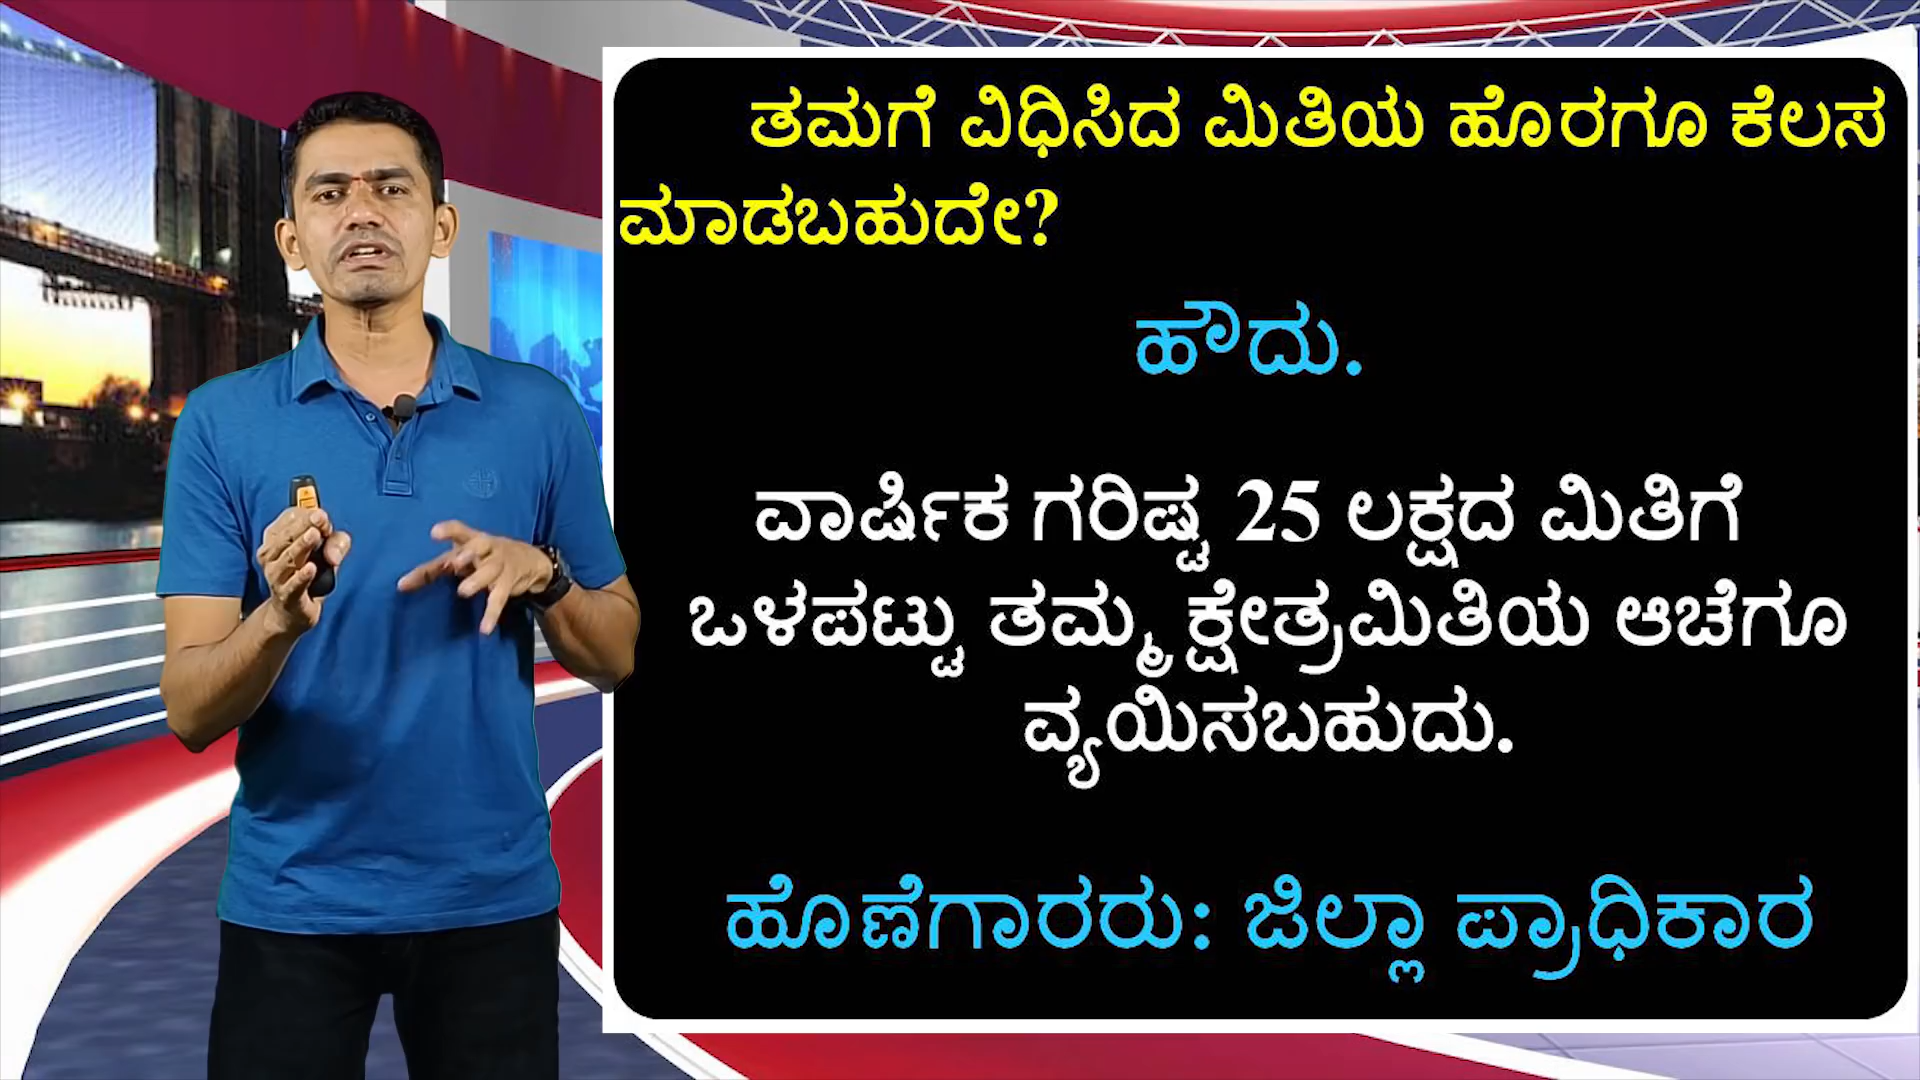 ತಮಗೆ ವಿಧಿಸಿದ ಮಿತಿಯ ಹೊರಗೂ ಕೆಲಸ
ಮಾಡಬಹುದೇ?
ಹೌದು.
ವಾರ್ಷಿಕ ಗರಿಷ್ಟ 25 ಲಕ್ಷದ ಮಿತಿಗೆ
ಒಳಪಟ್ಟು ತಮ್ಮ ಕ್ಷೇತ್ರಮಿತಿಯ ಆಚೆಗೂ
ವ್ಯಯಿಸಬಹುದು.
ಹೊಣೆಗಾರರು: ಜಿಲ್ಲಾ ಪ್ರಾಧಿಕಾರ